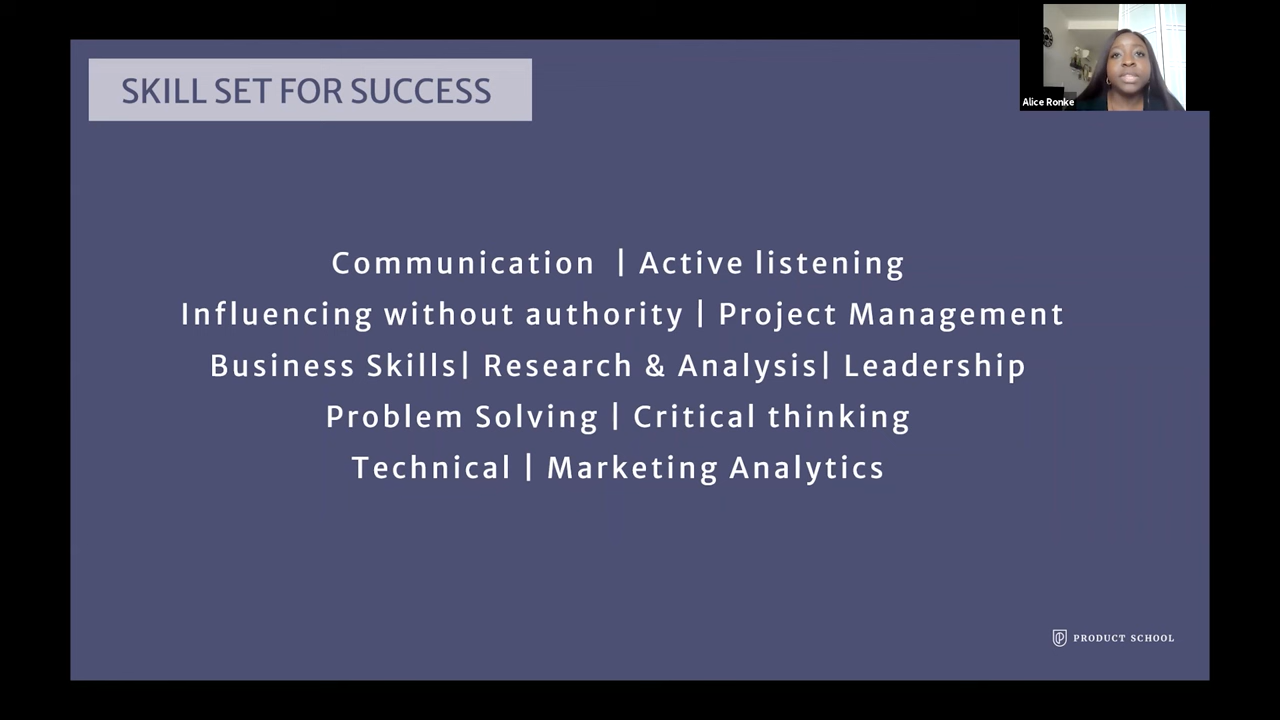 SKILL SET FOR SUCCESS
Alice Ronke
Communication | Active listening
Influencing without authority | Project Management
Business Skills| Research & Analysis| Leadership
Problem Solving | Critical thinking
Technical | Marketing Analytics
PRODUCT SCHOOL